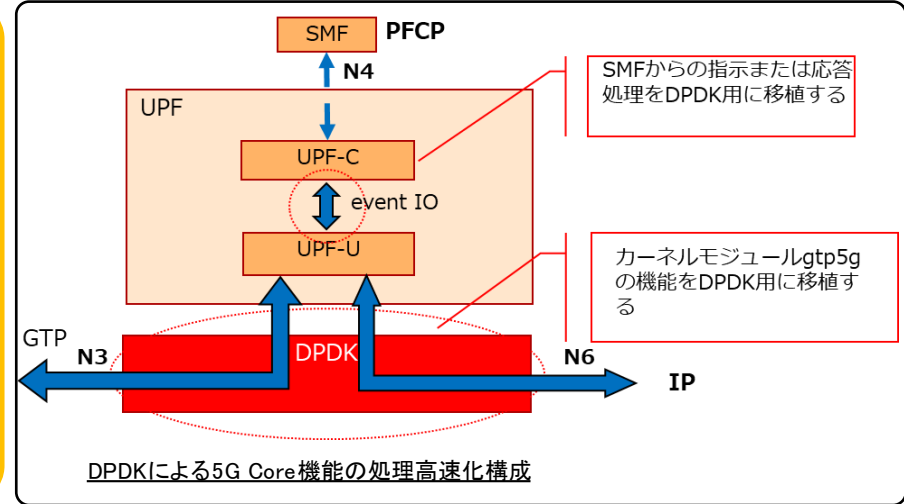 SMF
PFCP
N4
SMFからの指示または応答
処理をDPDK用に移植する
UPF
UPF-C
event IO
UPF-U
カーネルモジュールgtp5g
の機能をDPDK用に移植す
る
GTP
N3
DPDK
N6
IP
DPDKによる5G Core機能の処理高速化構成